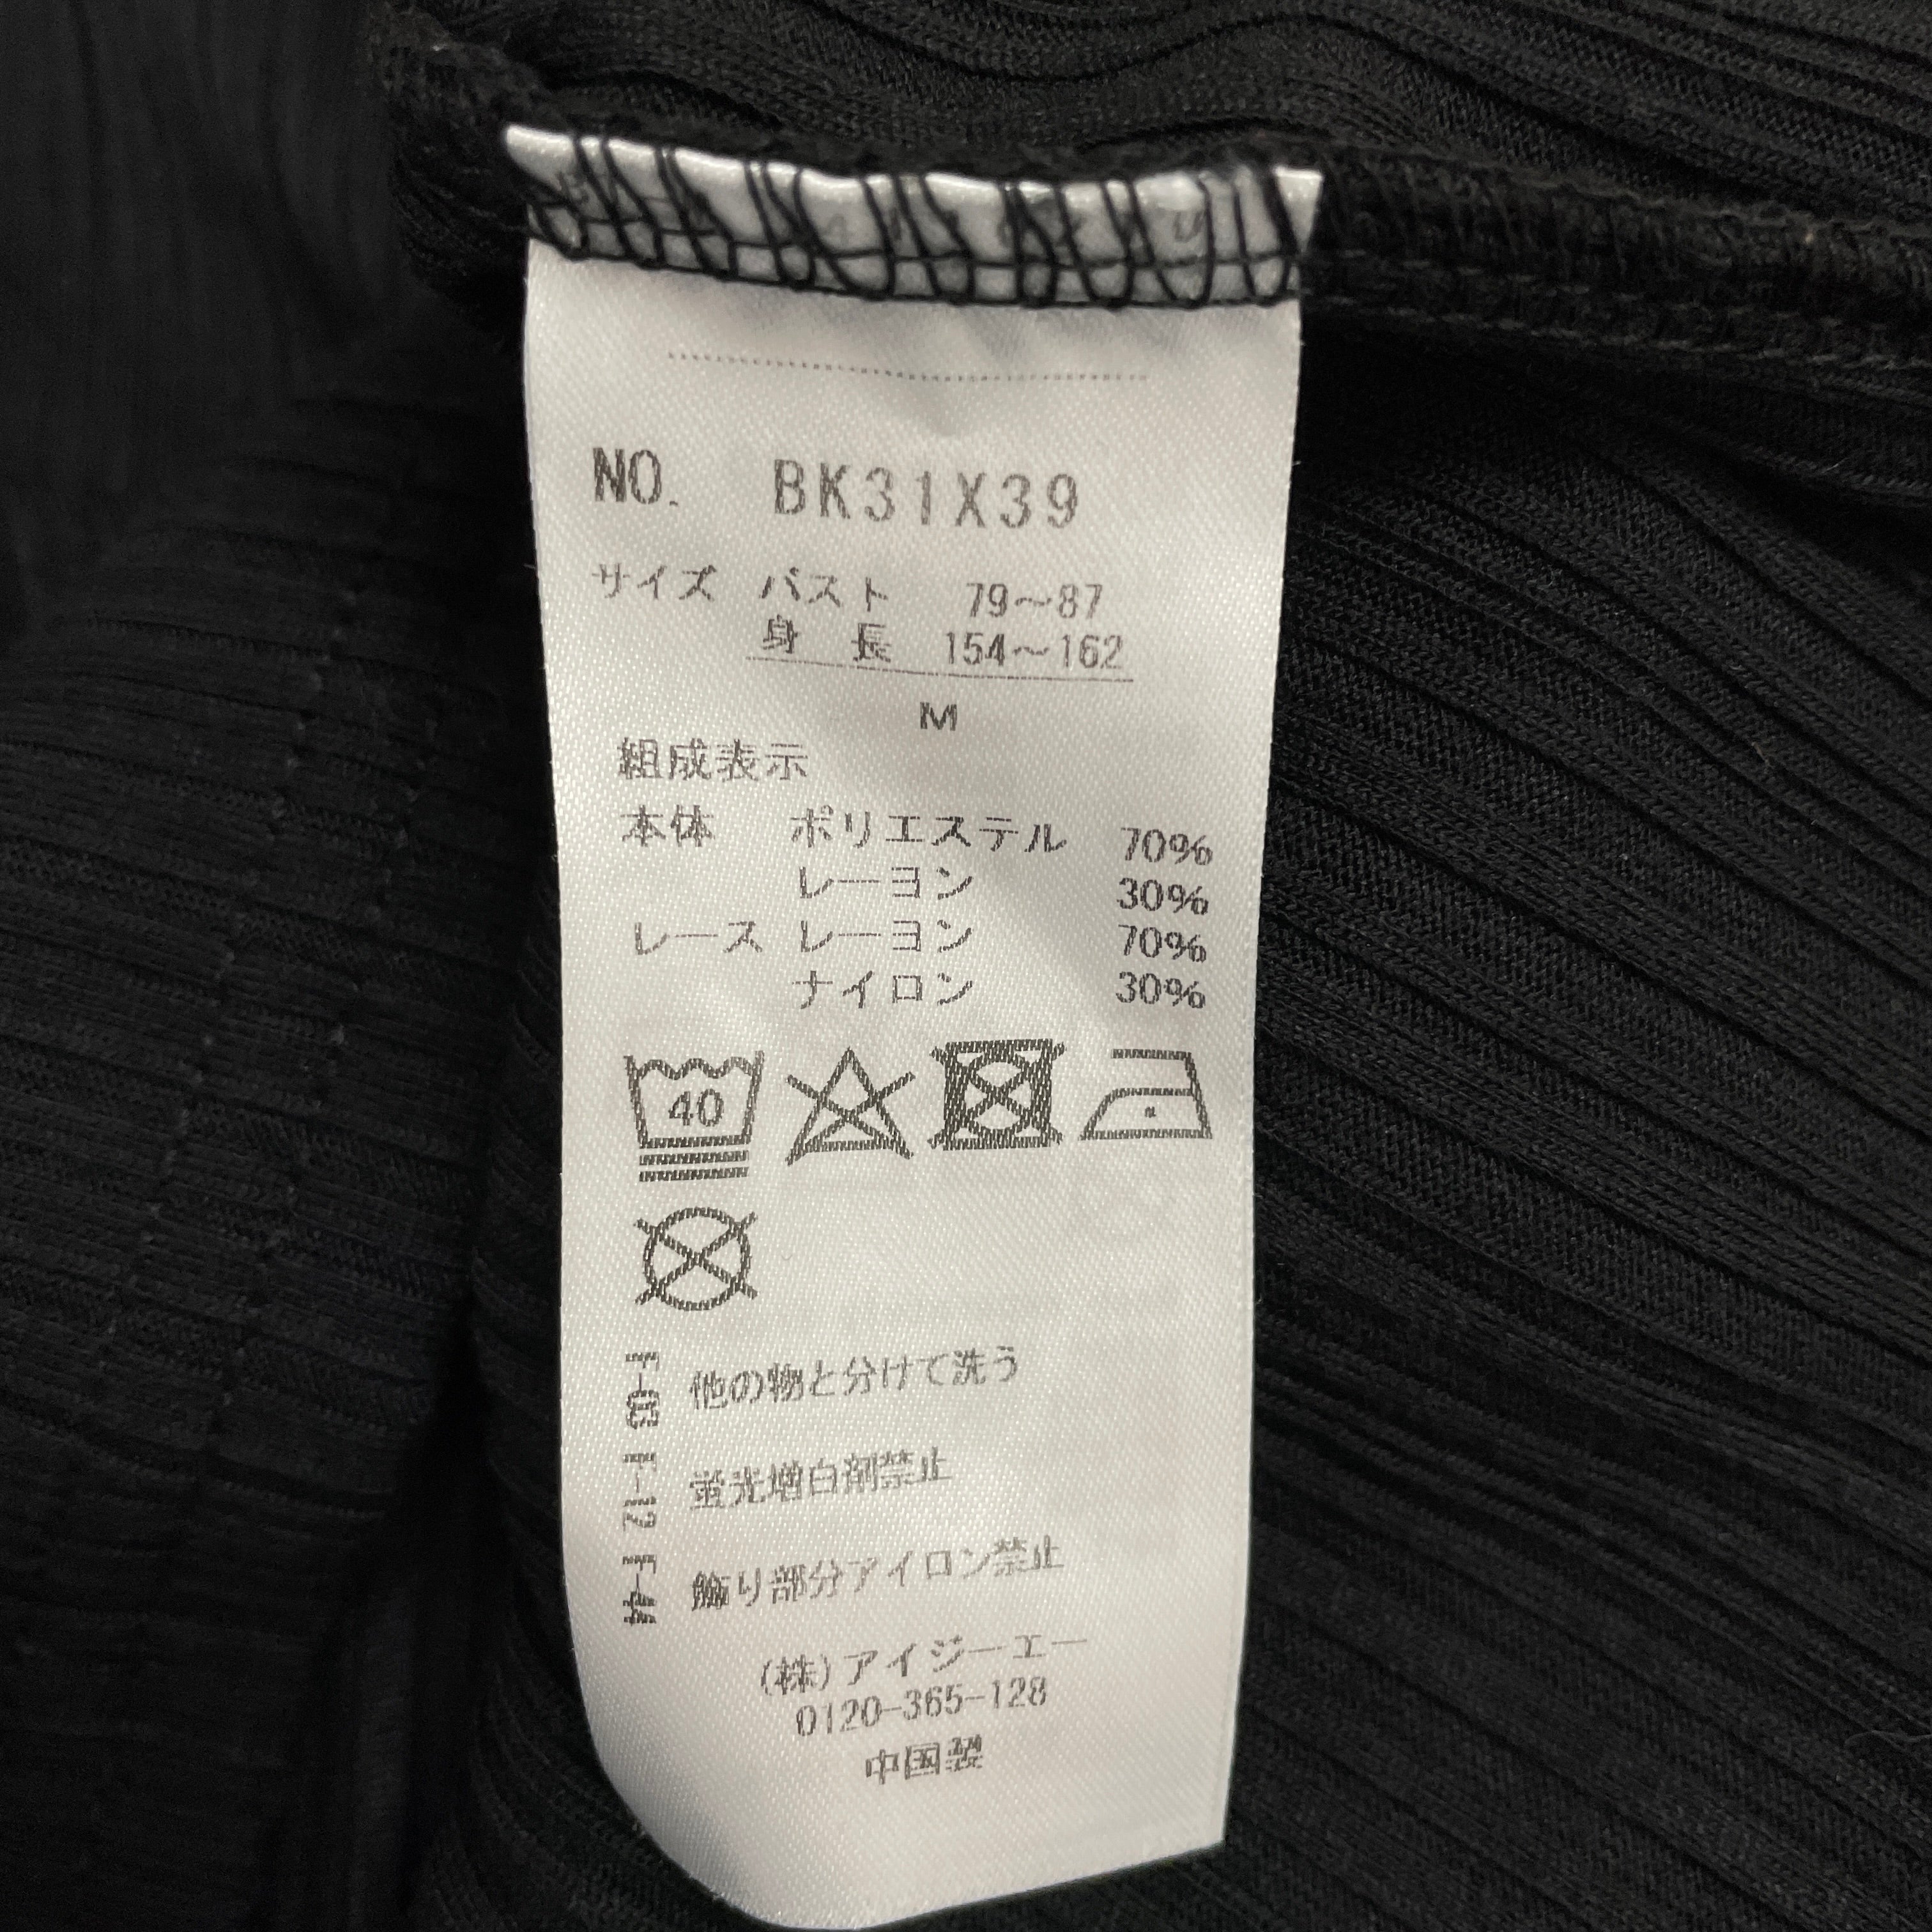 NO. BK31X39
サイズ バスト 79〜87
身 長 154〜162
M
組成表示
本体 ポリエステル 70%
レーヨン 30%
レース レーヨン 70%
ナイロン 30%
40
F-03 F-12 F-44
他の物と分けて洗う
蛍光増白剤禁止
飾り部分アイロン禁止
(株)アイジーエー
0120-365-128
中国製